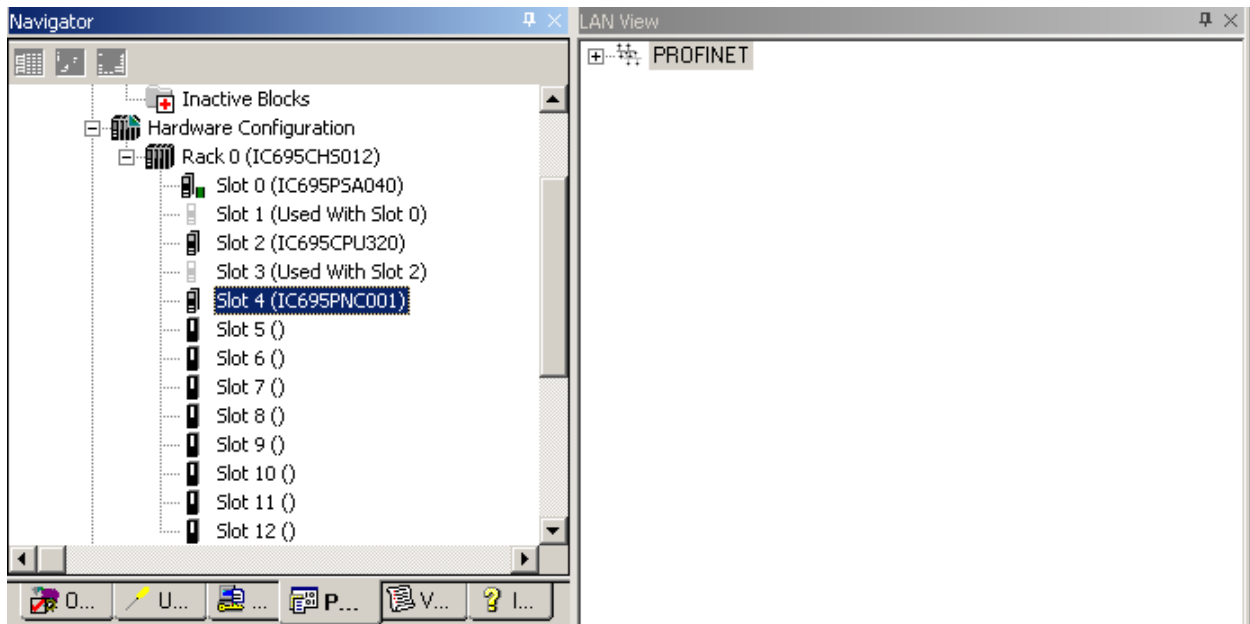 Navigator
Inactive Blocks
Hardware Configuration
Rack 0 (IC695CHS012)
Slot 0 (IC695PSA040)
Slot 1 (Used With Slot 0)
Slot 2 (IC695CPU320)
Slot 3 (Used With Slot 2)
Slot 4 (IC695PNC001)
Slot 5 ()
Slot 6 ()
Slot 7 ()
Slot 8 ()
Slot 9 ()
Slot 10 ()
Slot 11 ()
Slot 12 ()
O... U... ... P... V... I...
LAN View
PROFINET